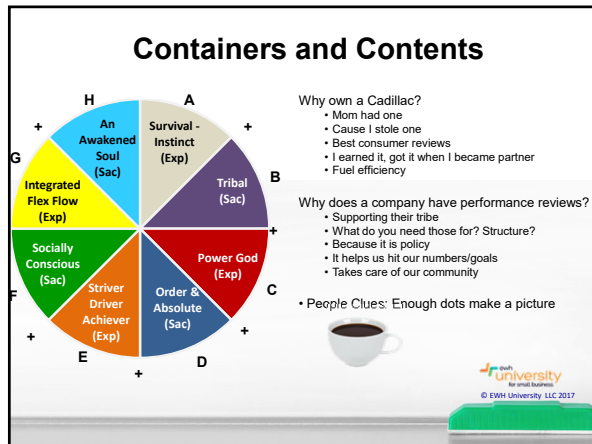 Containers and Contents
H
A
+
An
Awakened
Soul
(Sac)
Survival -
Instinct
(Exp)
+
G
B
Integrated
Flex Flow
(Exp)
Tribal
(Sac)
+
Socially
Conscious
(Sac)
Power God
(Exp)
F
C
Striver
Driver
Achiever
(Exp)
Order &
Absolute
(Sac)
+
+
E
D
+
Why own a Cadillac?
• Mom had one
• Cause I stole one
• Best consumer reviews
• I earned it, got it when I became partner
• Fuel efficiency
Why does a company have performance reviews?
• Supporting their tribe
• What do you need those for? Structure?
• Because it is policy
• It helps us hit our numbers/goals
• Takes care of our community
• People Clues: Enough dots make a picture
ewh
university
for small business
© EWH University LLC 2017